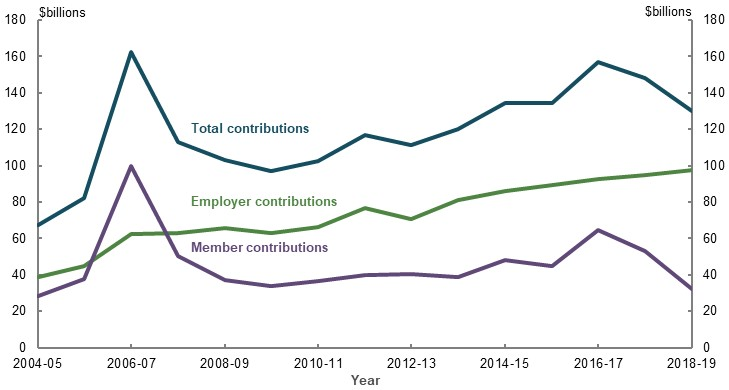 $billions $billions
180 180
160 160
140 140
120 120
Total contributions
100 100
Employer contributions
80 80
60 60
Member contributions
40 40
20 20
0 0
2004-05 2006-07 2008-09 2010-11 2012-13 2014-15 2016-17 2018-19
Year